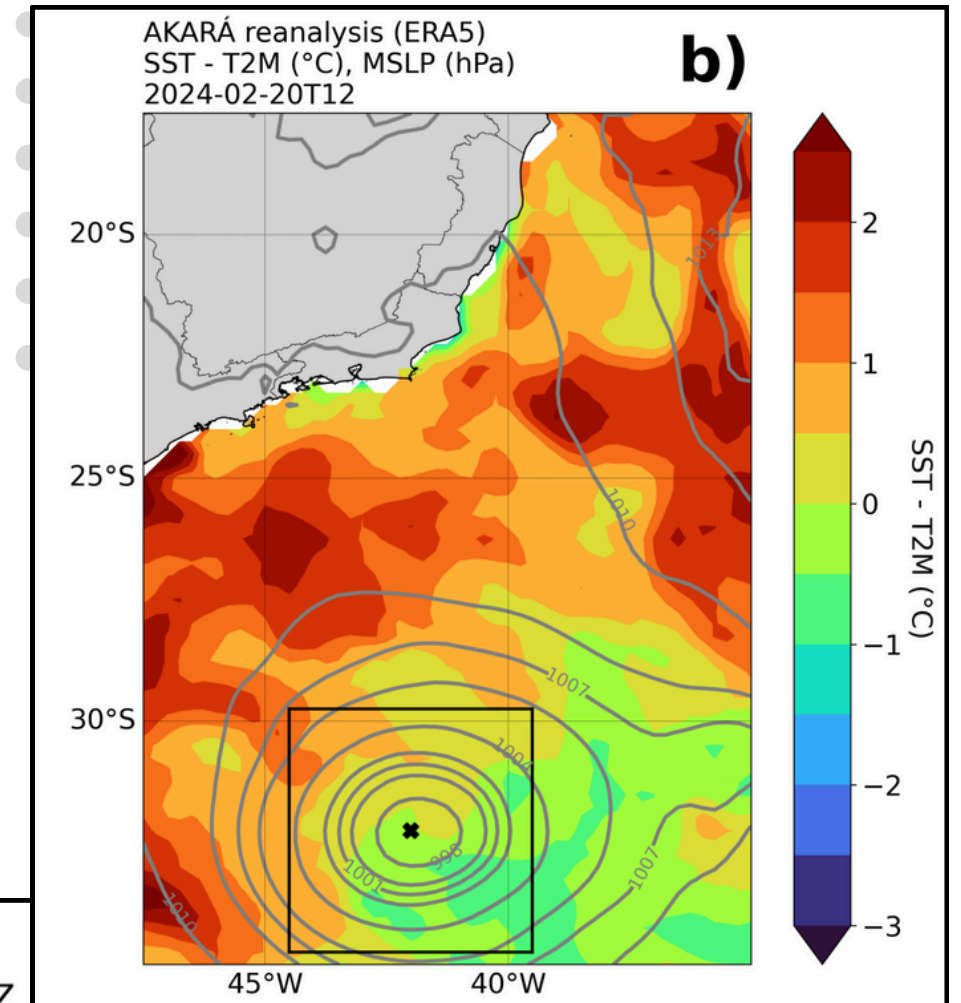 AKARÁ reanalysis (ERA5)
SST - T2M (°C), MSLP (hPa)
2024-02-20T12
b)
20°S
25°S
30°S
45°W
40°W
1013
1010
1007
1004
998
1001
1007
1010
2
1
0
−1
−2
−3
SST - T2M (°C)